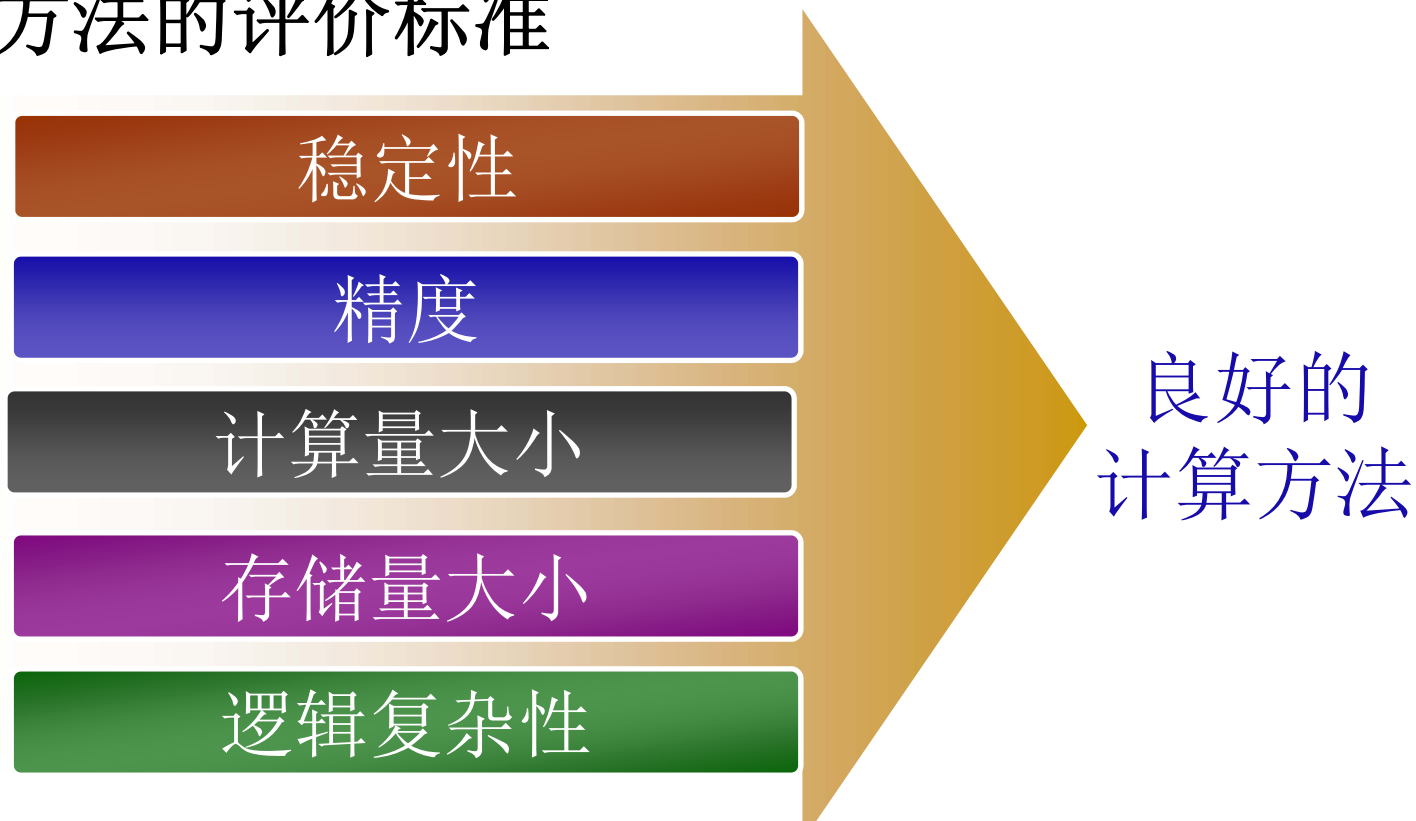 方法的评价标准
稳定性
精度
计算量大小
存储量大小
逻辑复杂性
良好的
计算方法